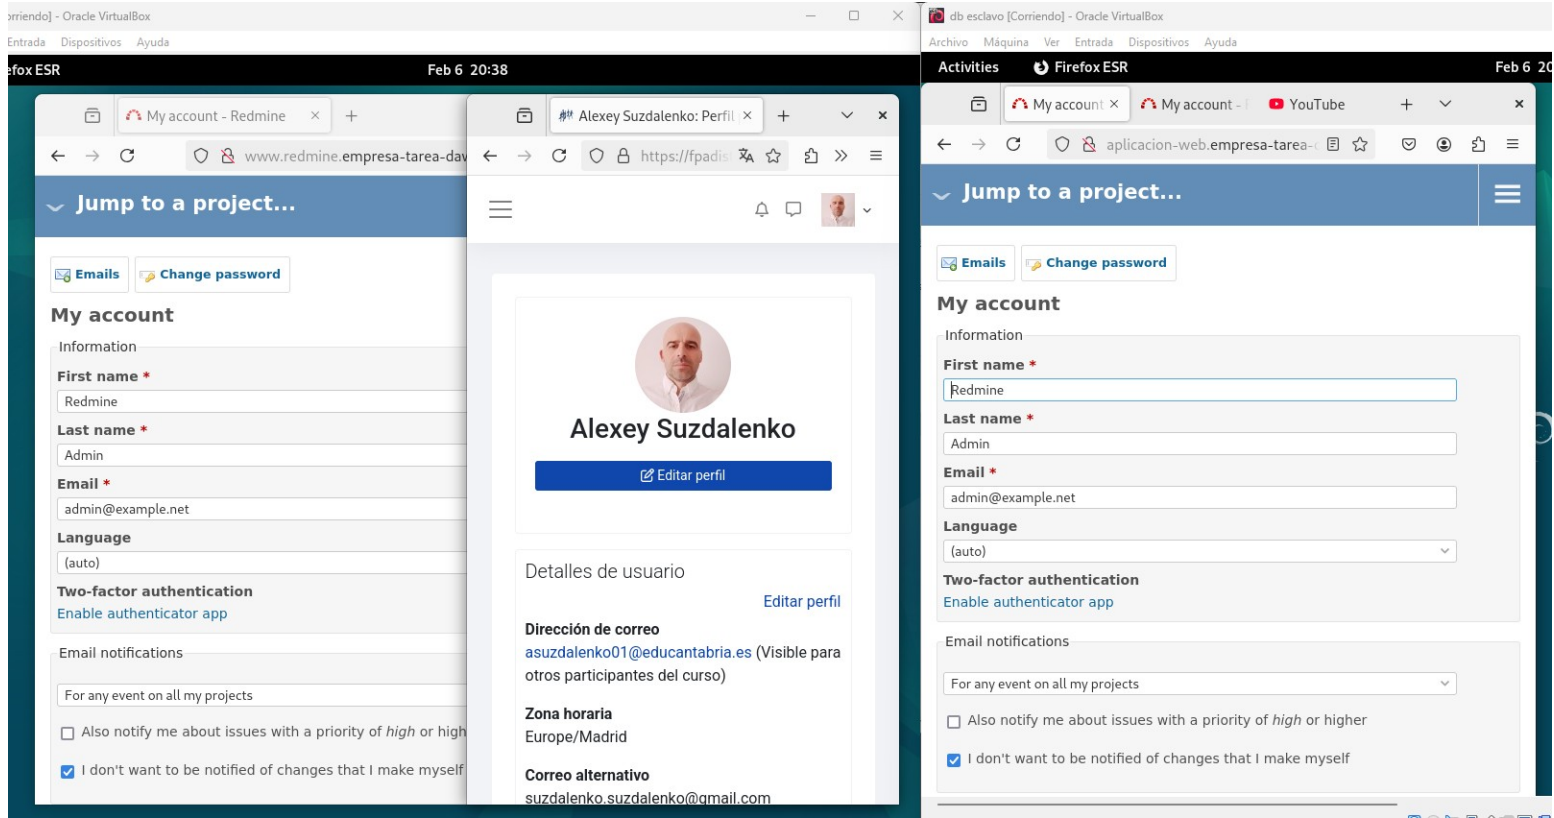 orriendo] - Oracle VirtualBox
Entrada Dispositivos Ayuda
efox ESR
Feb 6 20:38
My account - Redmine
www.redmine.empresa-tarea-daw
Jump to a project...
Emails
Change password
My account
Information
First name *
Redmine
Last name *
Admin
Email *
admin@example.net
Language
(auto)
Two-factor authentication
Enable authenticator app
Email notifications
For any event on all my projects
Also notify me about issues with a priority of high or high
I don't want to be notified of changes that I make myself
Alexey Suzdalenko: Perfil
https://fpadis
Alexey Suzdalenko
Editar perfil
Detalles de usuario
Editar perfil
Dirección de correo
asuzdalenko01@educantabria.es (Visible para
otros participantes del curso)
Zona horaria
Europe/Madrid
Correo alternativo
suzdalenko.suzdalenko@gmail.com
db esclavo [Corriendo] - Oracle VirtualBox
Archivo Máquina Ver Entrada Dispositivos Ayuda
Activities
Firefox ESR
Feb 6 20
My account
My account -
YouTube
aplicacion-web.empresa-tarea-
Jump to a project...
Emails
Change password
My account
Information
First name *
Redmine
Last name *
Admin
Email *
admin@example.net
Language
(auto)
Two-factor authentication
Enable authenticator app
Email notifications
For any event on all my projects
Also notify me about issues with a priority of high or higher
I don't want to be notified of changes that I make myself